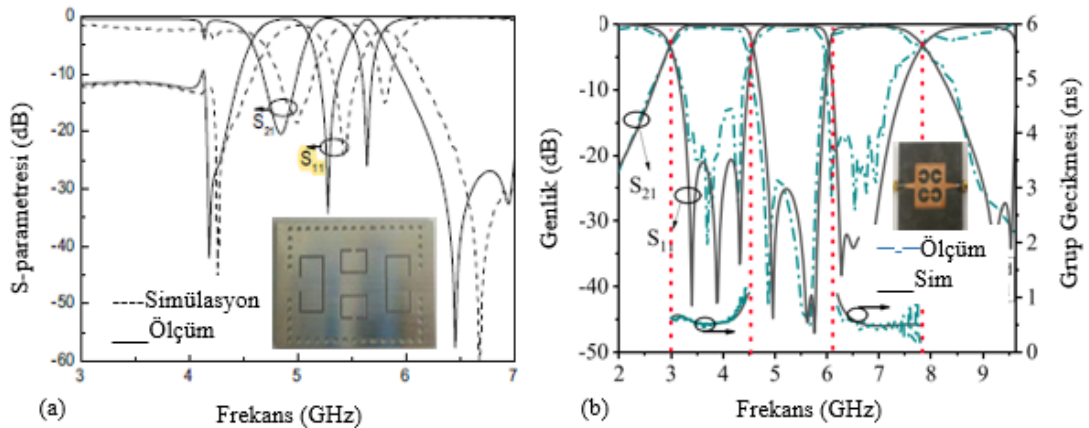 S-parametresi (dB)
0
-10
-20
-30
-40
-50
-60
S21
S11
-----Simülasyon
___Ölçüm
3
4
5
6
7
(a)
Frekans (GHz)
Genlik (dB)
0
-10
-20
-30
-40
-50
S21
S1
Ölçüm
Sim
2
3
4
5
6
7
8
9
(b)
Frekans (GHz)
6
5
4
3
2
1
0
Grup Gecikmesi (ns)